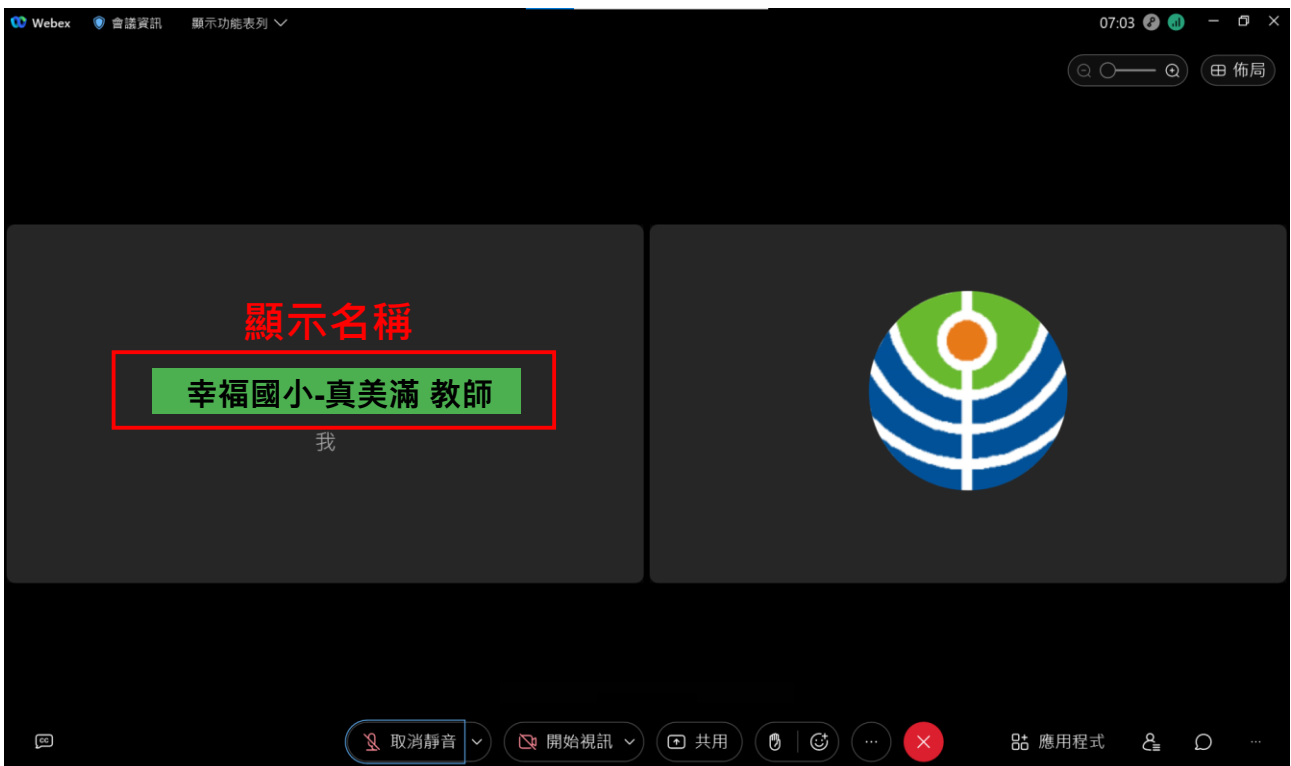 Webex 會議資訊 顯示功能表列 07:03
佈局
顯示名稱
幸福國小-真美滿 教師
我
CC 取消靜音 開始視訊 共用 應用程式